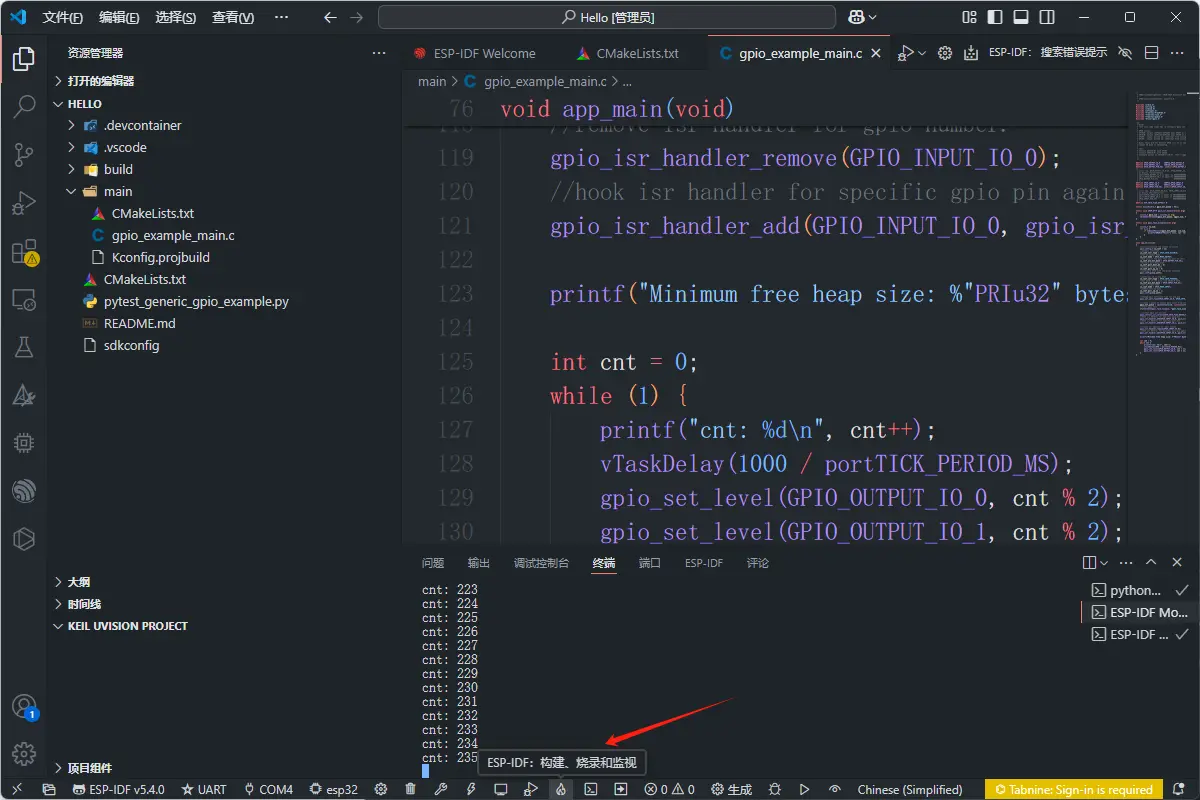 文件(F) 编辑(E) 选择(S) 查看(V) ··· Hello [管理员]
资源管理器 ···
ESP-IDF Welcome CMakeLists.txt gpio_example_main.c ESP-IDF: 搜索错误提示
打开的编辑器
HELLO
.devcontainer
.vscode
build
main
CMakeLists.txt
gpio_example_main.c
Kconfig.projbuild
CMakeLists.txt
pytest_generic_gpio_example.py
README.md
sdkconfig
大纲
时间线
KEIL UVISION PROJECT
项目组件
main > gpio_example_main.c > ...
76 void app_main(void)
//remove isr handler for gpio number.
119 gpio_isr_handler_remove(GPIO_INPUT_IO_0);
120 //hook isr handler for specific gpio pin again
121 gpio_isr_handler_add(GPIO_INPUT_IO_0, gpio_isr_
122
123 printf("Minimum free heap size: %"PRIu32" bytes
124
125 int cnt = 0;
126 while (1) {
127 printf("cnt: %d\n", cnt++);
128 vTaskDelay(1000 / portTICK_PERIOD_MS);
129 gpio_set_level(GPIO_OUTPUT_IO_0, cnt % 2);
130 gpio_set_level(GPIO_OUTPUT_IO_1, cnt % 2);
问题 输出 调试控制台 终端 端口 ESP-IDF 评论
cnt: 223
cnt: 224
cnt: 225
cnt: 226
cnt: 227
cnt: 228
cnt: 229
cnt: 230
cnt: 231
cnt: 232
cnt: 233
cnt: 234
cnt: 235
python...
ESP-IDF Mo...
ESP-IDF ...
ESP-IDF: 构建、烧录和监视
1
ESP-IDF v5.4.0 UART COM4 esp32 0 0 生成 Chinese (Simplified) Tabnine: Sign-in is required